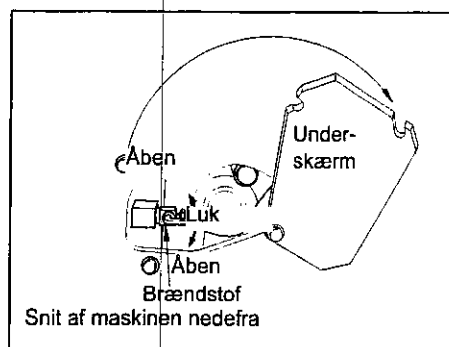 Under-
skærm
Åben
Luk
Åben
Brændstof
Snit af maskinen nedefra